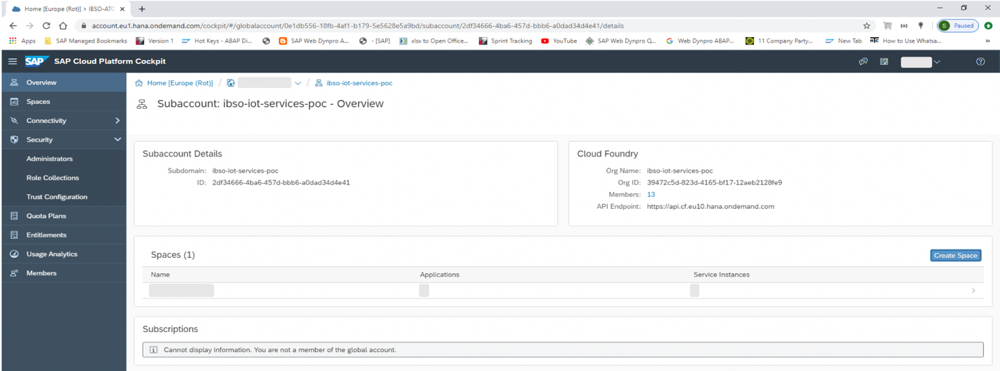 Home [Europe (Rot)] > IBSO-ATC
account.eu1.hana.ondemand.com/cockpit/#/globalaccount/0e1db556-18fb-4af1-b179-5e5628e5a9bd/subaccount/2df34666-4ba6-457d-bbb6-a0dad34d4e41/details
S Paused
Apps SAP Managed Bookmarks Version 1 Hot Keys - ABAP Di... SAP Web Dynpro A... - [SAP] xlsx to Open Office... Sprint Tracking YouTube SAP Web Dynpro Q... Web Dynpro ABAP... 11 Company Party... New Tab How to Use Whatsa...
SAP SAP Cloud Platform Cockpit
Overview
Spaces
Connectivity
Security
Administrators
Role Collections
Trust Configuration
Quota Plans
Entitlements
Usage Analytics
Members
Home [Europe (Rot)] / / ibso-iot-services-poc
Subaccount: ibso-iot-services-poc - Overview
Subaccount Details
Subdomain: ibso-iot-services-poc
ID: 2df34666-4ba6-457d-bbb6-a0dad34d4e41
Cloud Foundry
Org Name: ibso-iot-services-poc
Org ID: 39472c5d-823d-4165-bf17-12aeb2128fe9
Members: 13
API Endpoint: https://api.cf.eu10.hana.ondemand.com
Spaces (1)
Create Space
Name Applications Service Instances
Subscriptions
Cannot display information. You are not a member of the global account.